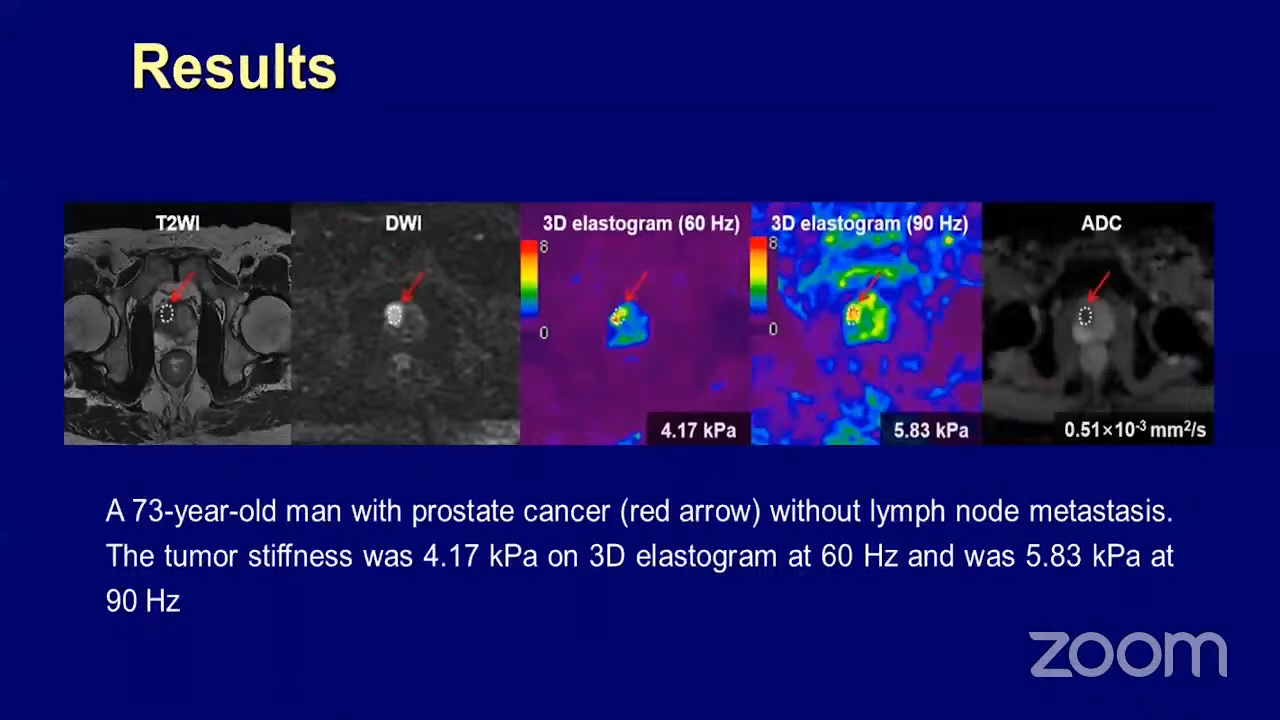 Results
T2WI
DWI
3D elastogram (60 Hz)
3D elastogram (90 Hz)
ADC
8
0
8
0
4.17 kPa
5.83 kPa
0.51×10⁻³ mm²/s
A 73-year-old man with prostate cancer (red arrow) without lymph node metastasis.
The tumor stiffness was 4.17 kPa on 3D elastogram at 60 Hz and was 5.83 kPa at
90 Hz
zoom